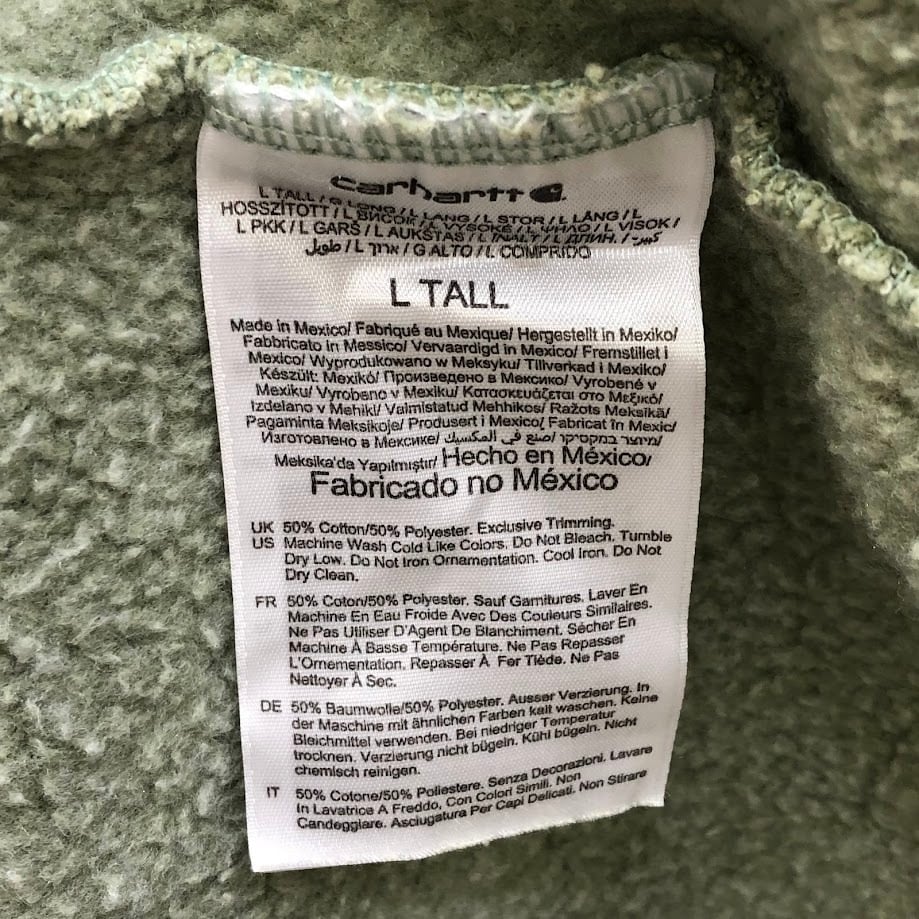 carhartt
L TALL / G LONG / L LANG / L STOR / L LÅNG / L
HOSSZÍTOTT / L ВИСОК / L VYSOKÉ / L ΨΗΛΟ / L VISOK /
L PKK / L GARŠ / L AUKŠTAS / L ÎNALT / L ДЛИН. / كبير-
طويل / L ארוך / G ALTO / L COMPRIDO
L TALL
Made in Mexico/ Fabriqué au Mexique/ Hergestellt in Mexiko/
Fabbricato in Messico/ Vervaardigd in Mexico/ Fremstillet i
Mexico/ Wyprodukowano w Meksyku/ Tillverkad i Mexiko/
Készült: Mexikó/ Произведено в Мексико/ Vyrobené v
Mexiku/ Vyrobeno v Mexiku/ Κατασκευάζεται στο Μεξικό/
Izdelano v Mehiki/ Valmistatud Mehhikos/ Ražots Meksikā/
Pagaminta Meksikoje/ Produsert i Mexico/ Fabricat în Mexic/
Изготовлено в Мексике/ صنع في المكسيك /מיוצר במקסיקו/
Meksika'da Yapılmıştır/ Hecho en México/
Fabricado no México
UK 50% Cotton/50% Polyester. Exclusive Trimming.
US Machine Wash Cold Like Colors. Do Not Bleach. Tumble
Dry Low. Do Not Iron Ornamentation. Cool Iron. Do Not
Dry Clean.
FR 50% Coton/50% Polyester. Sauf Garnitures. Laver En
Machine En Eau Froide Avec Des Couleurs Similaires.
Ne Pas Utiliser D'Agent De Blanchiment. Sécher En
Machine À Basse Température. Ne Pas Repasser
L'Ornementation. Repasser À Fer Tiède. Ne Pas
Nettoyer À Sec.
DE 50% Baumwolle/50% Polyester. Ausser Verzierung. In
der Maschine mit ähnlichen Farben kalt waschen. Keine
Bleichmittel verwenden. Bei niedriger Temperatur
trocknen. Verzierung nicht bügeln. Kühl bügeln. Nicht
chemisch reinigen.
IT 50% Cotone/50% Poliestere. Senza Decorazioni. Lavare
In Lavatrice A Freddo, Con Colori Simili. Non
Candeggiare. Asciugatura Per Capi Delicati. Non Stirare